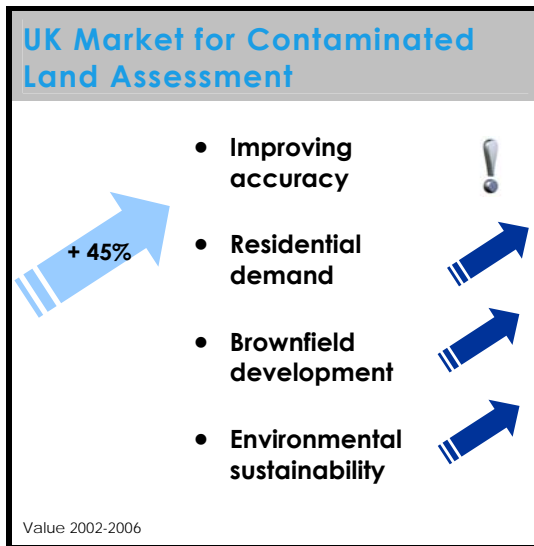 UK Market for Contaminated
Land Assessment
• Improving
accuracy
+ 45%
• Residential
demand
• Brownfield
development
• Environmental
sustainability
Value 2002-2006